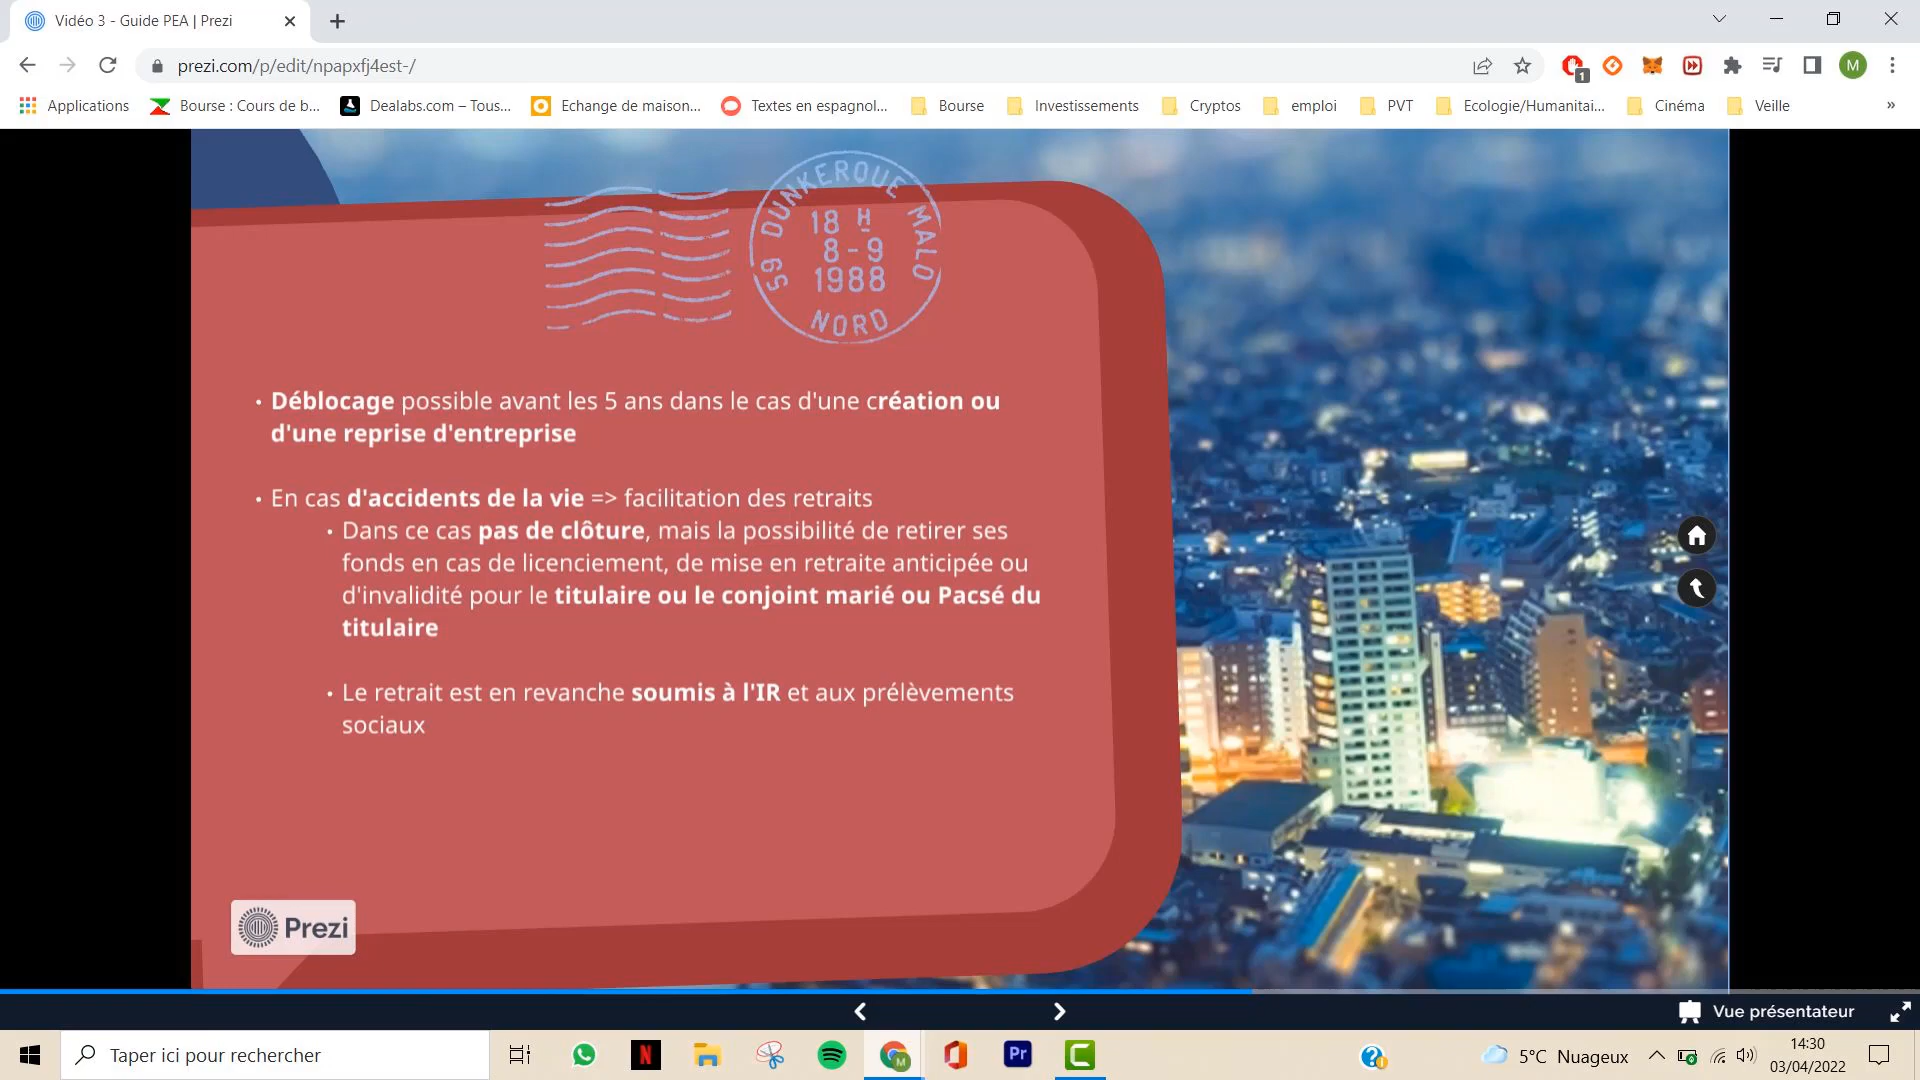 Vidéo 3 - Guide PEA | Prezi
prezi.com/p/edit/npapxfj4est-/
1
M
Applications
Bourse : Cours de b...
Dealabs.com – Tous...
Echange de maison...
Textes en espagnol...
Bourse
Investissements
Cryptos
emploi
PVT
Ecologie/Humanitai...
Cinéma
Veille
»
59 DUNKERQUE MALO
18 H
8-9
1988
NORD
• Déblocage possible avant les 5 ans dans le cas d'une création ou
d'une reprise d'entreprise
• En cas d'accidents de la vie => facilitation des retraits
• Dans ce cas pas de clôture, mais la possibilité de retirer ses
fonds en cas de licenciement, de mise en retraite anticipée ou
d'invalidité pour le titulaire ou le conjoint marié ou Pacsé du
titulaire
• Le retrait est en revanche soumis à l'IR et aux prélèvements
sociaux
Prezi
Vue présentateur
Taper ici pour rechercher
N
M
Pr
5°C Nuageux
14:30
03/04/2022